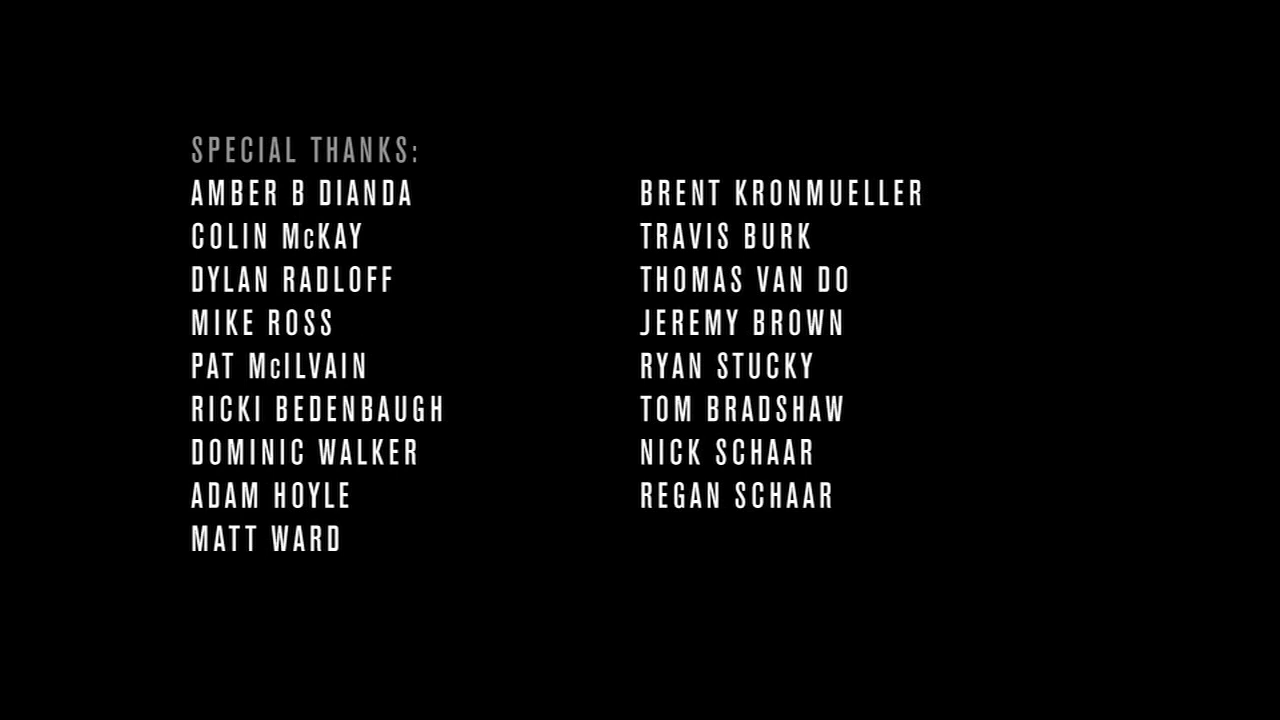 SPECIAL THANKS:
AMBER B DIANDA
COLIN McKAY
DYLAN RADLOFF
MIKE ROSS
PAT McILVAIN
RICKI BEDENBAUGH
DOMINIC WALKER
ADAM HOYLE
MATT WARD
BRENT KRONMUELLER
TRAVIS BURK
THOMAS VAN DO
JEREMY BROWN
RYAN STUCKY
TOM BRADSHAW
NICK SCHAAR
REGAN SCHAAR